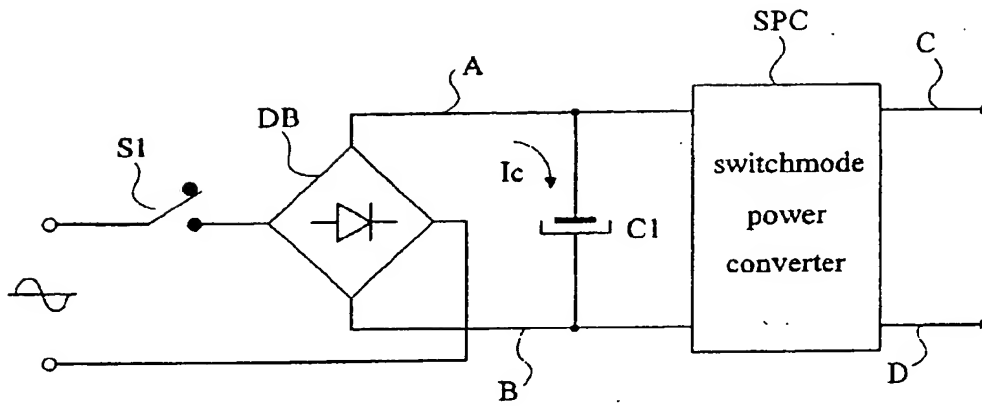 SPC
C
A
DB
S1
Ic
C1
switchmode
power
converter
B
D